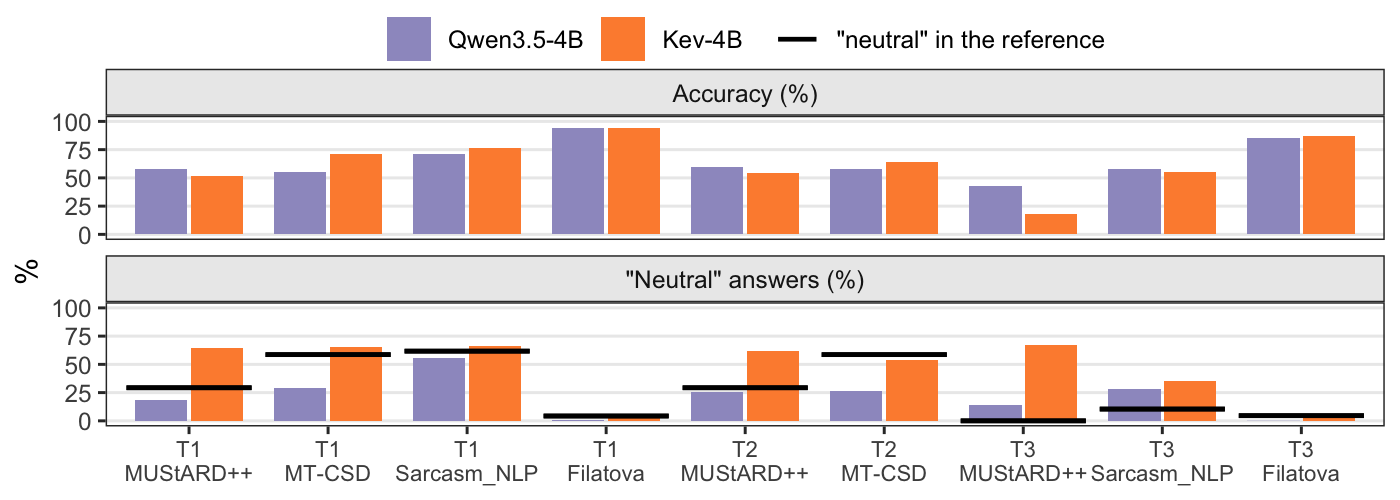 Qwen3.5-4B Kev-4B "neutral" in the reference
Accuracy (%)
100
75
50
25
0
%
"Neutral" answers (%)
100
75
50
25
0
T1 T1 T1 T1 T2 T2 T3 T3 T3
MUStARD++ MT-CSD Sarcasm_NLP Filatova MUStARD++ MT-CSD MUStARD++ Sarcasm_NLP Filatova